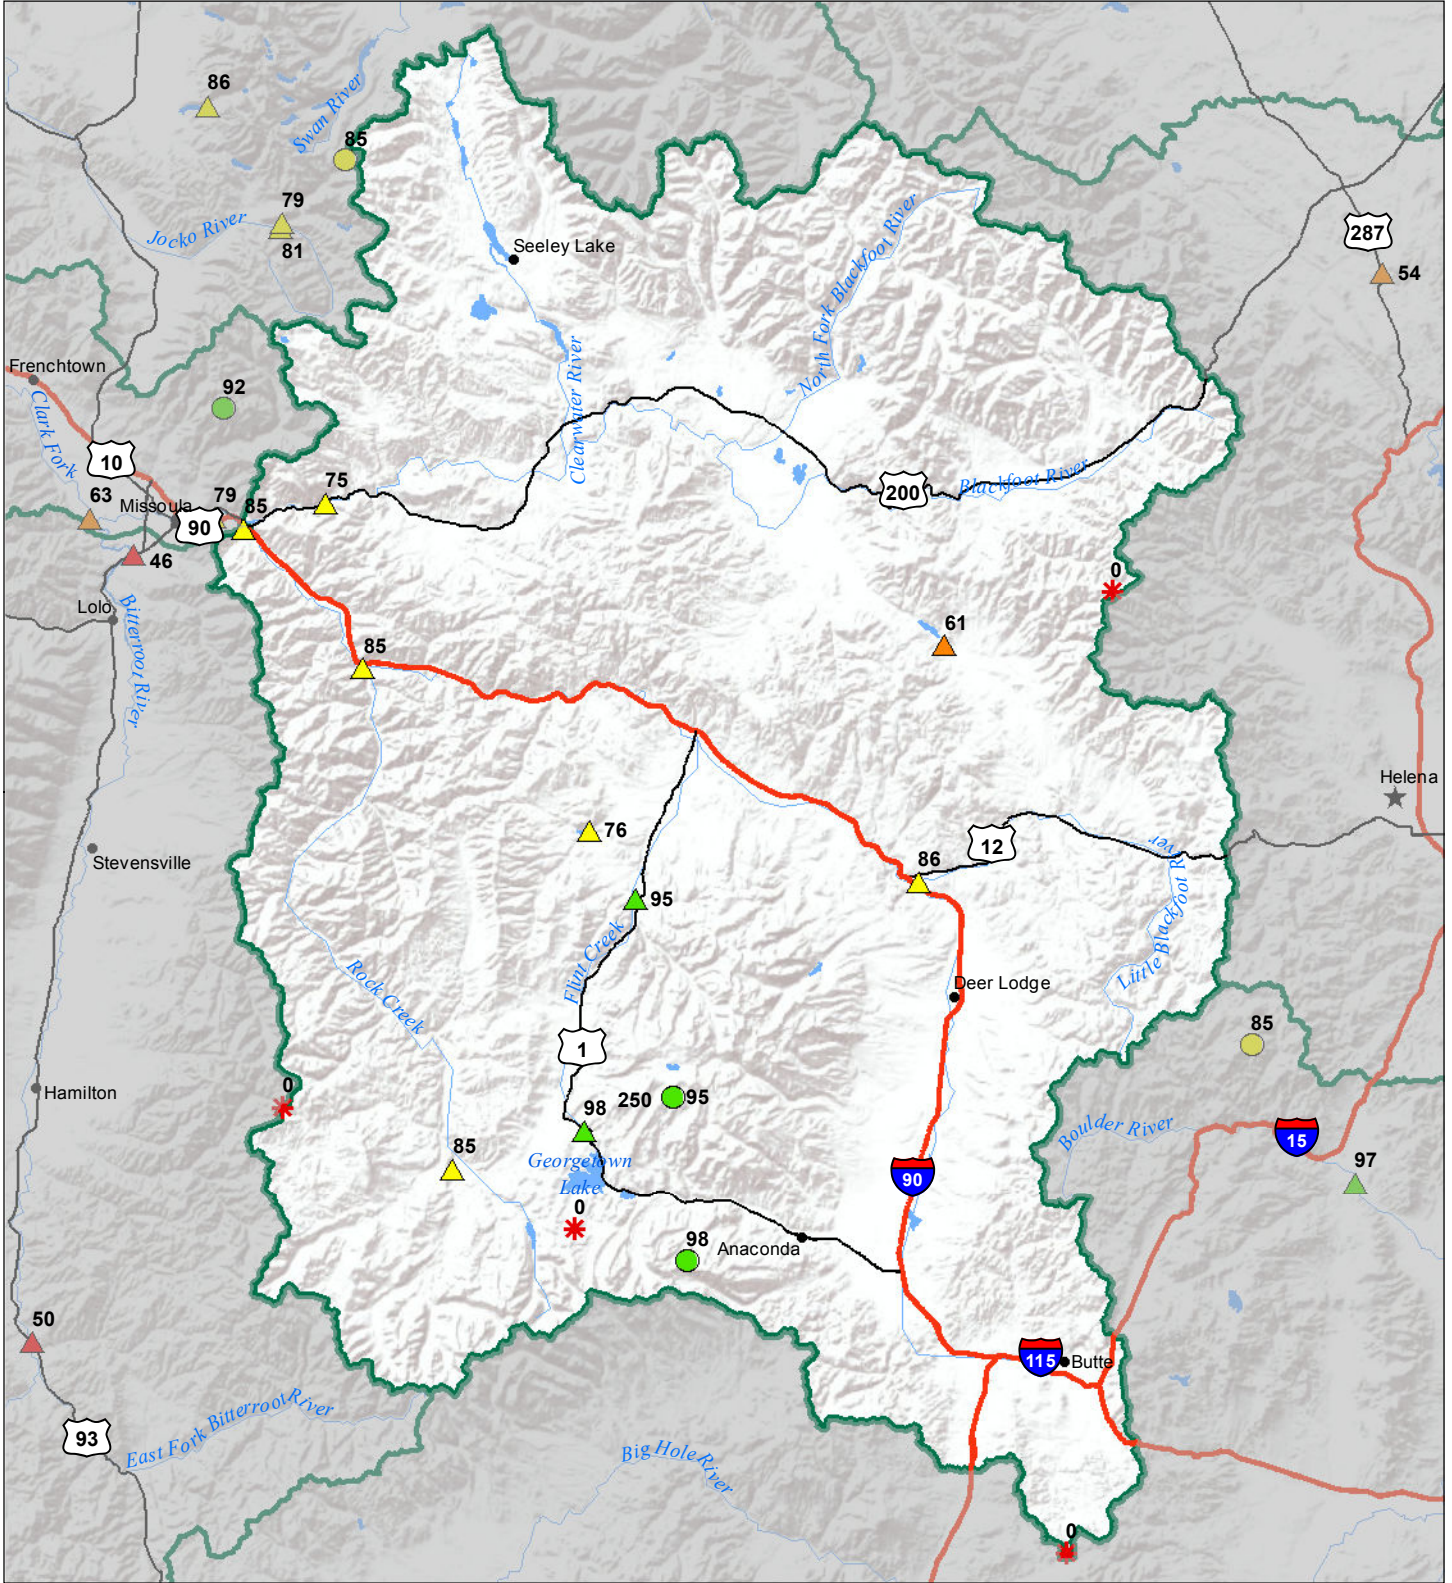 86
Swan River
85
79
81
Jocko River
Seeley Lake
287
54
North Fork Blackfoot River
Frenchtown
Clark Fork
92
Clearwater River
10
63
Missoula
79
85
75
90
200
Blackfoot River
46
Lolo
Bitterroot River
0
61
85
Helena
76
95
86
12
Little Blackfoot River
Stevensville
Flint Creek
Rock Creek
Deer Lodge
1
85
Hamilton
0
98
250
95
Boulder River
15
97
85
Georgetown
Lake
90
0
98
Anaconda
50
115
Butte
93
East Fork Bitterroot River
Big Hole River
0